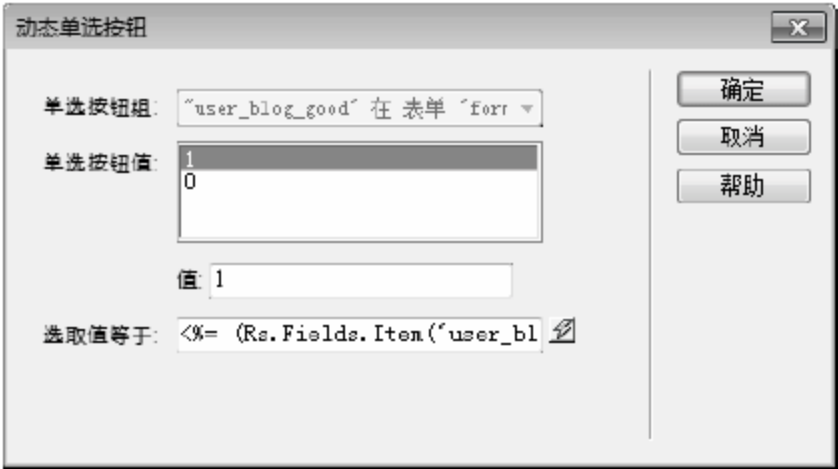 动态单选按钮
单选按钮组: "user_blog_good" 在 表单 "forr
确定
取消
帮助
单选按钮值: 1
0
值: 1
选取值等于: <%= (Rs.Fields.Item("user_bl